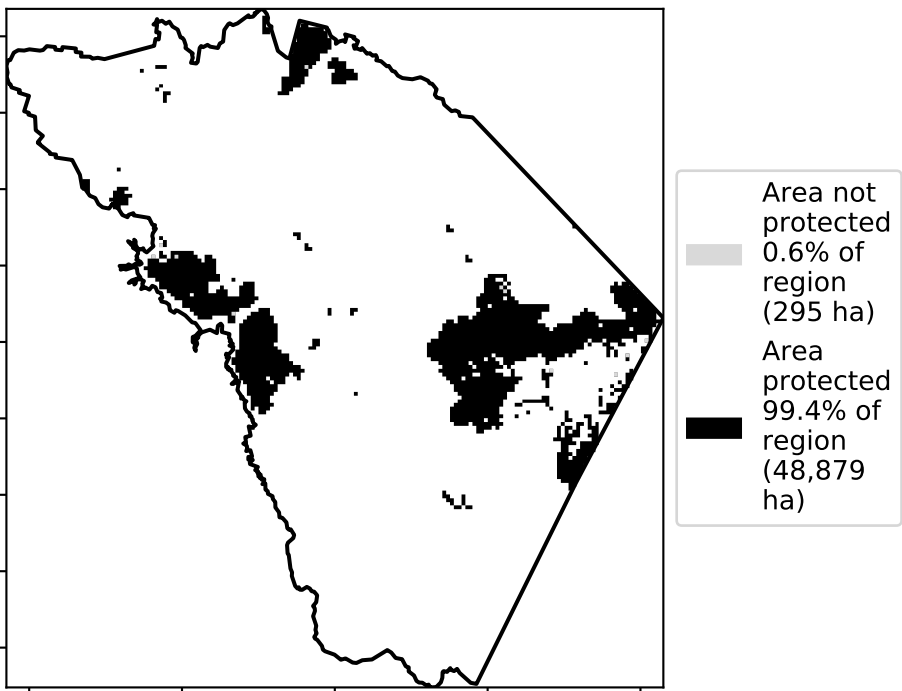 Area not
protected
0.6% of
region
(295 ha)
Area
protected
99.4% of
region
(48,879
ha)